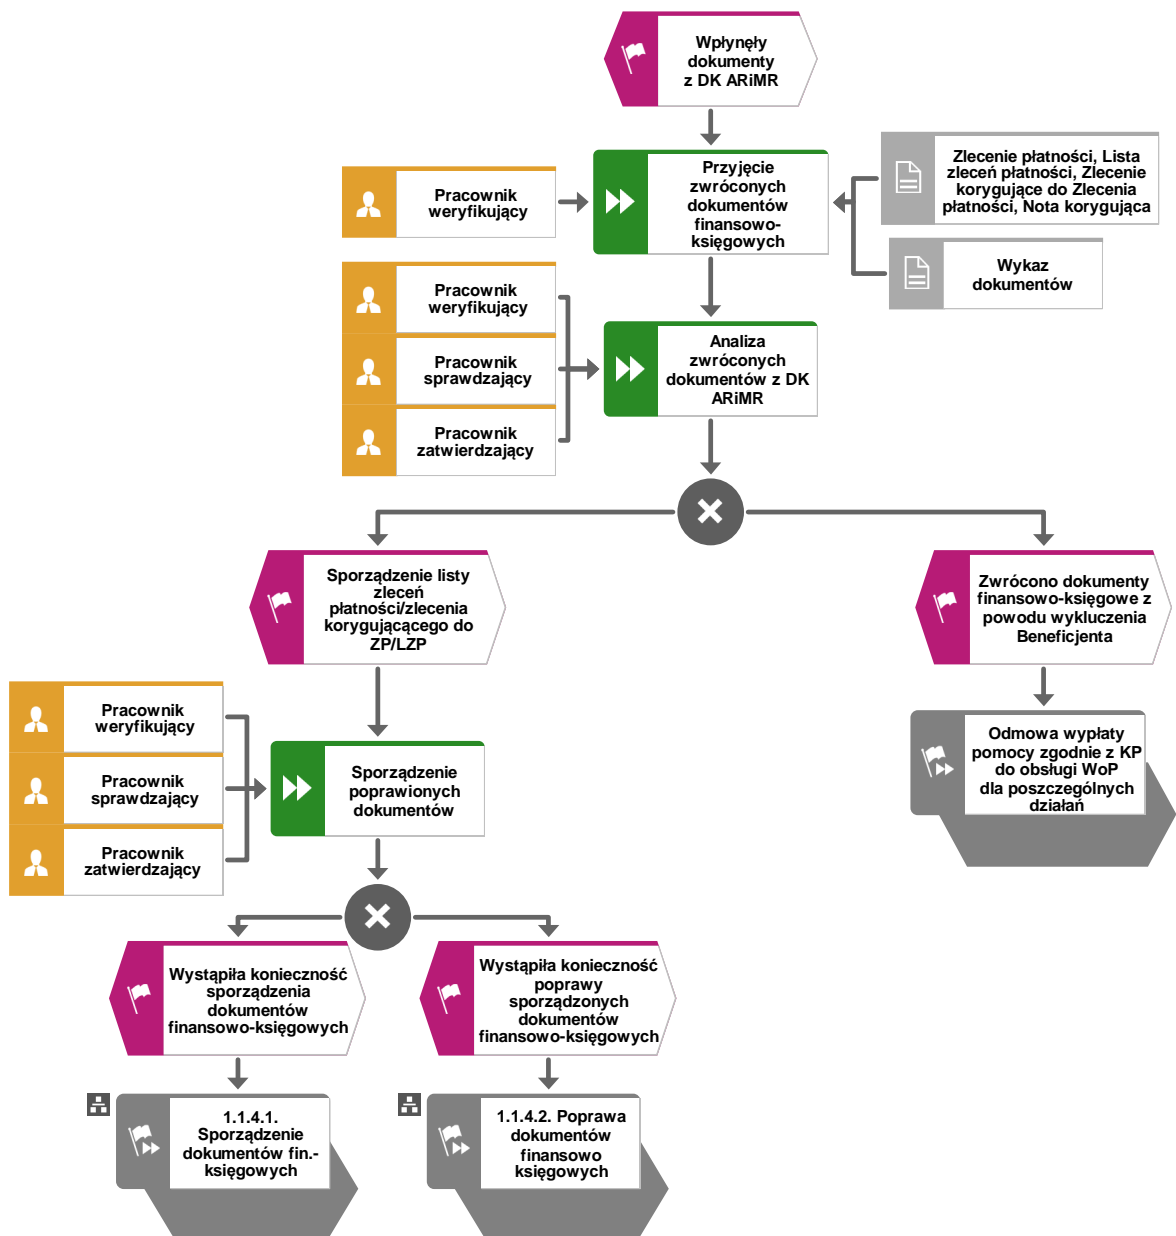 Wpłynęły
dokumenty
z DK ARiMR
Zlecenie płatności, Lista
zleceń płatności, Zlecenie
korygujące do Zlecenia
płatności, Nota korygująca
Przyjęcie
zwróconych
dokumentów
finansowo-
księgowych
Pracownik
weryfikujący
Wykaz
dokumentów
Pracownik
weryfikujący
Pracownik
sprawdzający
Pracownik
zatwierdzający
Analiza
zwróconych
dokumentów z DK
ARiMR
Sporządzenie listy
zleceń
płatności/zlecenia
korygującącego do
ZP/LZP
Zwrócono dokumenty
finansowo-księgowe z
powodu wykluczenia
Beneficjenta
Pracownik
weryfikujący
Pracownik
sprawdzający
Pracownik
zatwierdzający
Sporządzenie
poprawionych
dokumentów
Odmowa wypłaty
pomocy zgodnie z KP
do obsługi WoP
dla poszczególnych
działań
Wystąpiła konieczność
sporządzenia
dokumentów
finansowo-księgowych
Wystąpiła konieczność
poprawy
sporządzonych
dokumentów
finansowo-księgowych
1.1.4.1.
Sporządzenie
dokumentów fin.-
księgowych
1.1.4.2. Poprawa
dokumentów
finansowo
księgowych